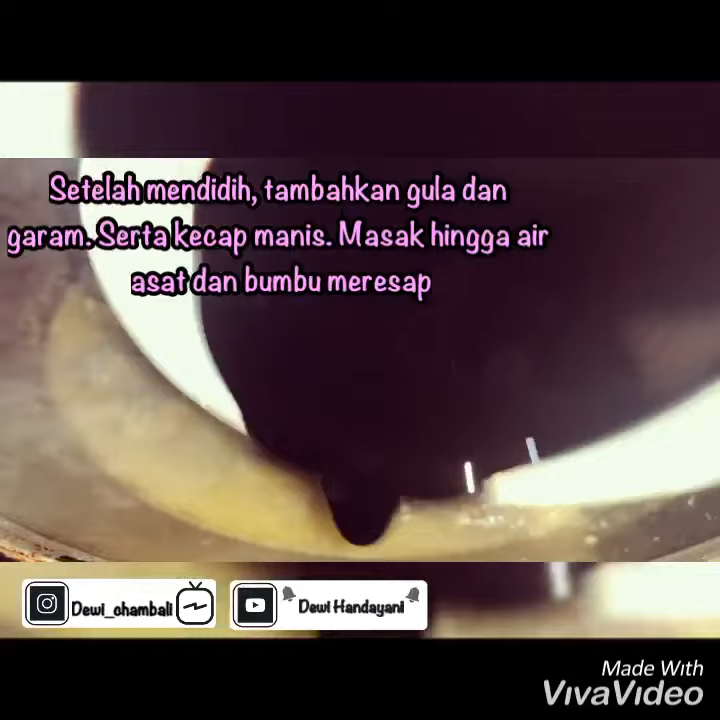 Setelah mendidih, tambahkan gula dan
garam. Serta kecap manis. Masak hingga air
asat dan bumbu meresap
Dewi_chambali
Dewi Handayani
Made With
VivaVideo